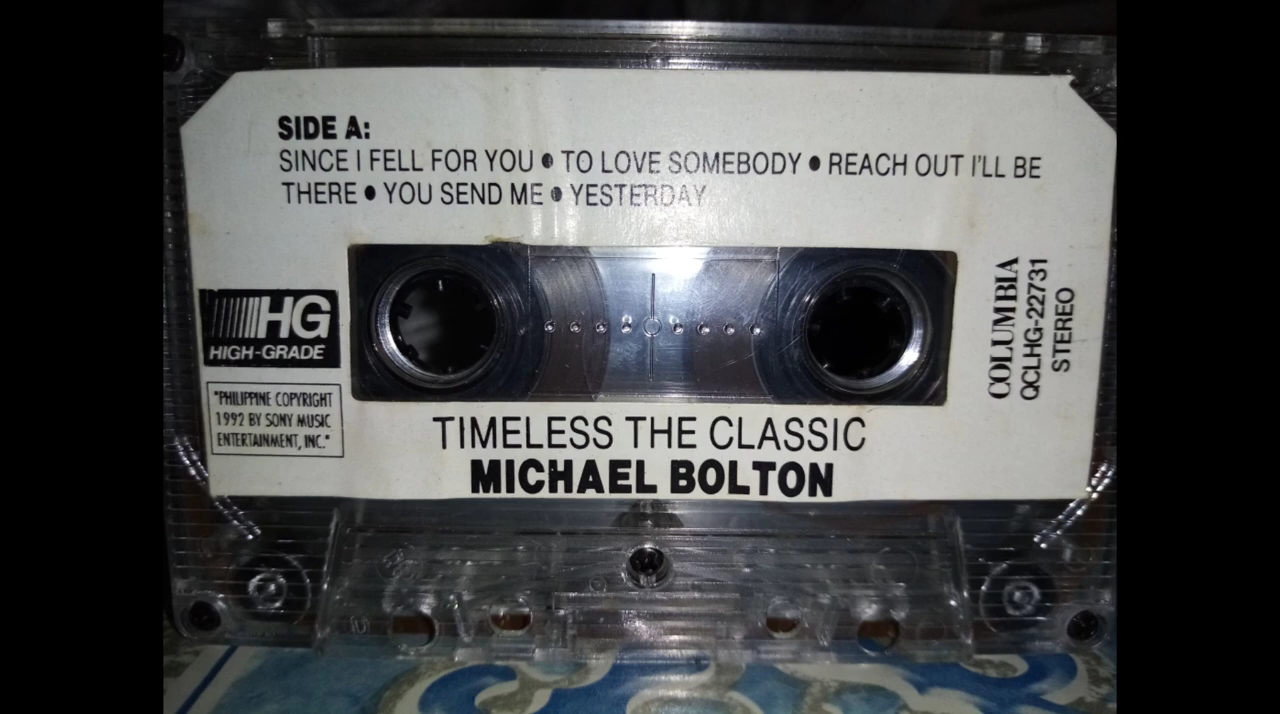 SIDE A:
SINCE I FELL FOR YOU ● TO LOVE SOMEBODY ● REACH OUT I'LL BE
THERE ● YOU SEND ME ● YESTERDAY
HG
HIGH-GRADE
"PHILIPPINE COPYRIGHT
1992 BY SONY MUSIC
ENTERTAINMENT, INC."
COLUMBIA
QCLHG-22731
STEREO
TIMELESS THE CLASSIC
MICHAEL BOLTON